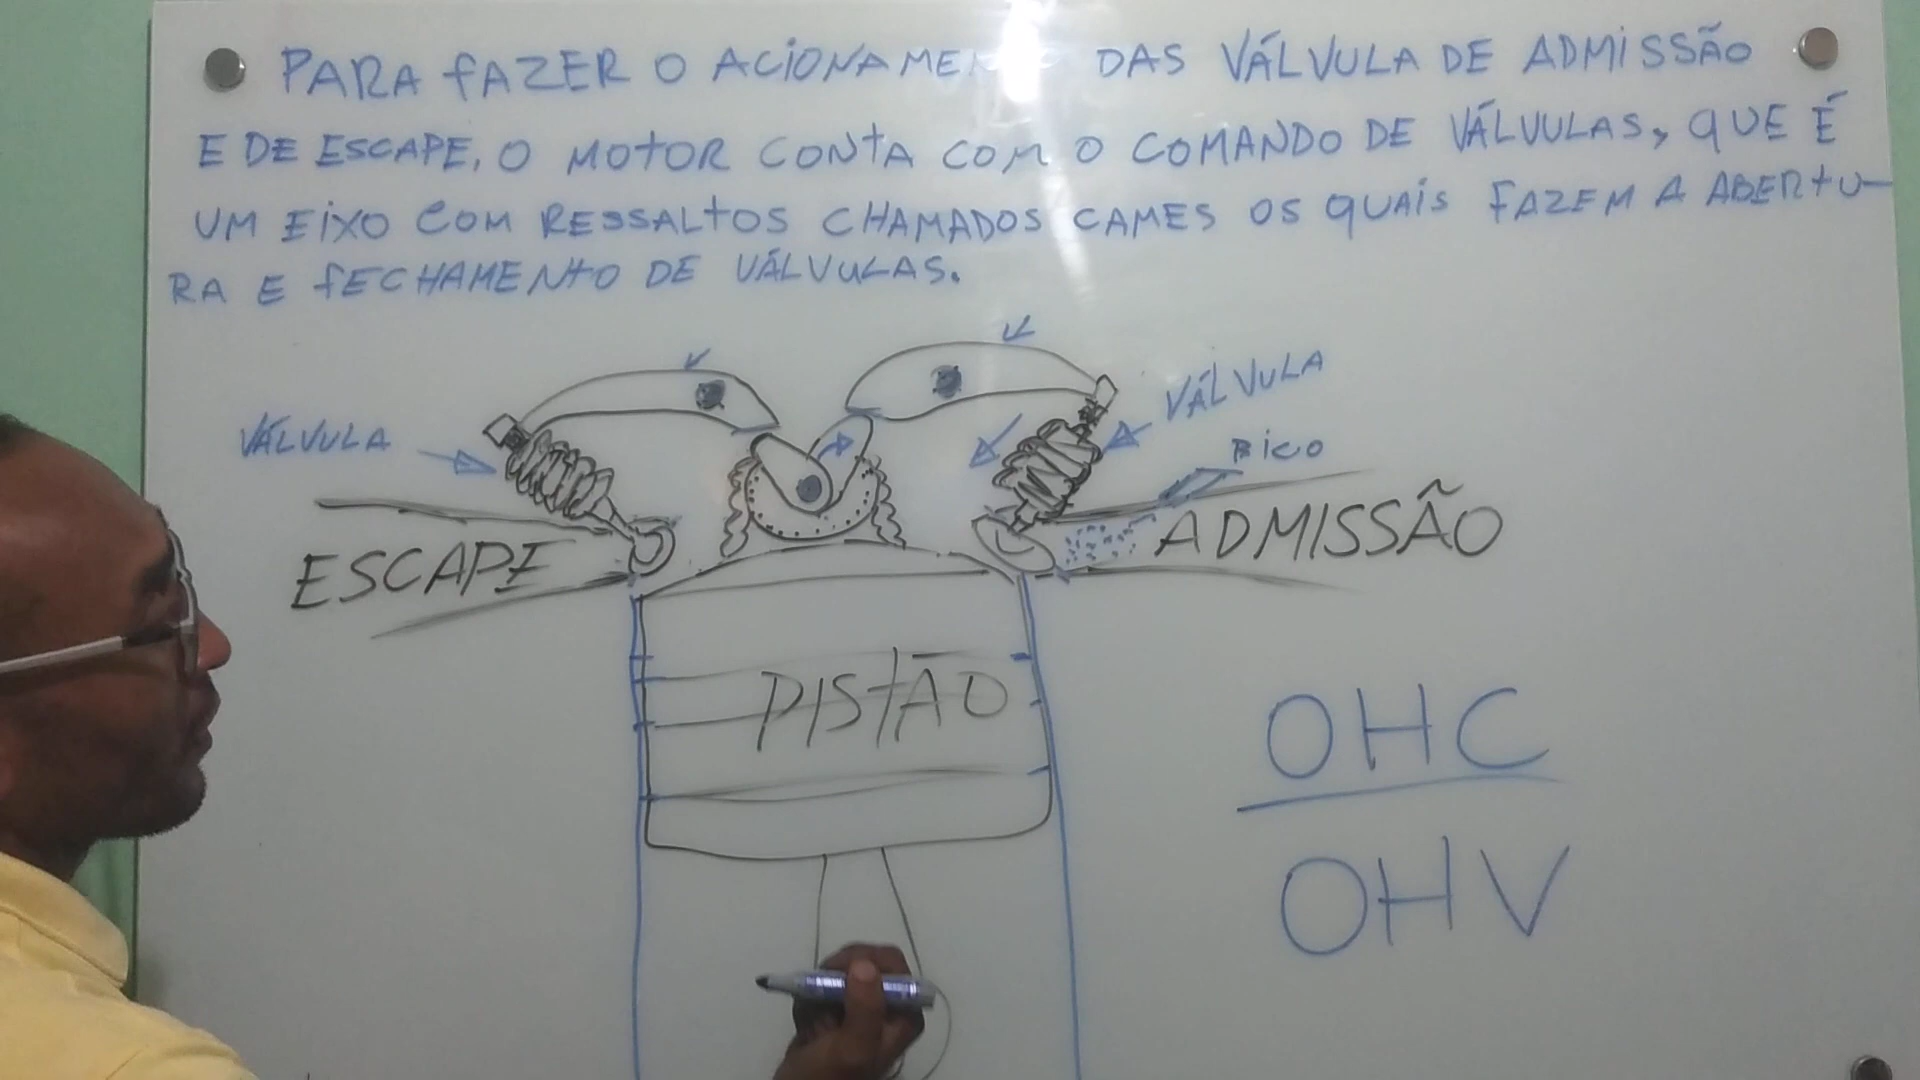 PARA FAZER O ACIONAME DAS VÁLVULA DE ADMISSÃO
E DE ESCAPE, O MOTOR CONTA COM O COMANDO DE VÁLVULAS, QUE É
UM EIXO COM RESSALTOS CHAMADOS CAMES OS QUAIS FAZEM A ABERTU-
RA E FECHAMENTO DE VÁLVULAS.
VÁLVULA
VÁLVULA
BICO
ESCAPE
ADMISSÃO
PISTÃO
OHC
OHV